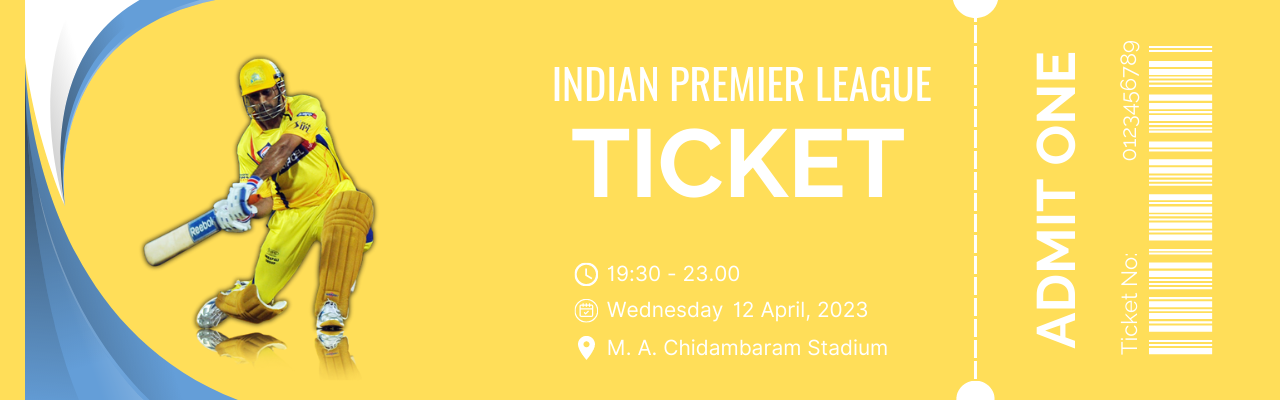 INDIAN PREMIER LEAGUE
TICKET
19:30 - 23.00
Wednesday 12 April, 2023
M. A. Chidambaram Stadium
ADMIT ONE
Ticket No: 0123456789
Reebok